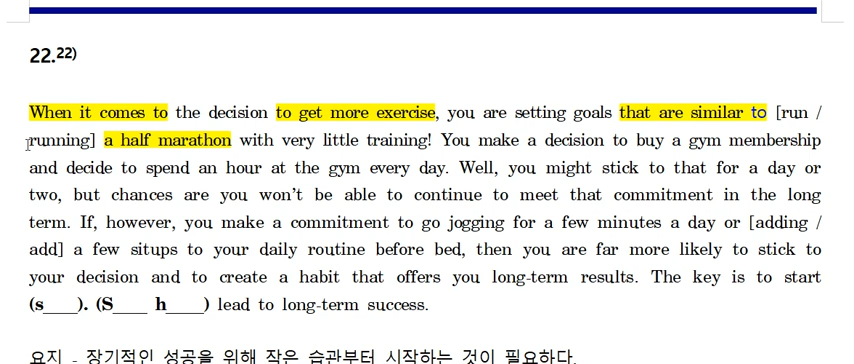 22.22)
When it comes to the decision to get more exercise, you are setting goals that are similar to [run /
running] a half marathon with very little training! You make a decision to buy a gym membership
and decide to spend an hour at the gym every day. Well, you might stick to that for a day or
two, but chances are you won't be able to continue to meet that commitment in the long
term. If, however, you make a commitment to go jogging for a few minutes a day or [adding /
add] a few situps to your daily routine before bed, then you are far more likely to stick to
your decision and to create a habit that offers you long-term results. The key is to start
(s____). (S____ h____) lead to long-term success.
요지 - 장기적인 성공을 위해 작은 습관부터 시작하는 것이 필요하다.